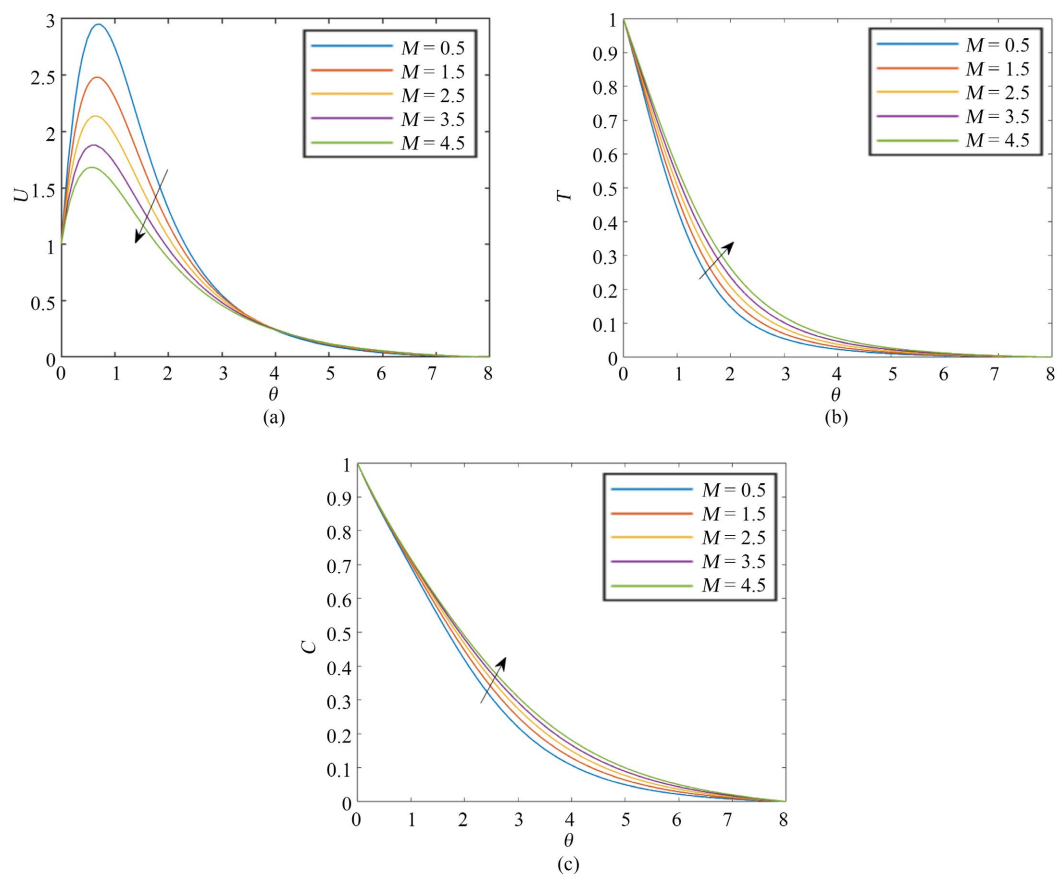 3
2.5
2
1.5
1
0.5
0
U
M = 0.5
M = 1.5
M = 2.5
M = 3.5
M = 4.5
0 1 2 3 4 5 6 7 8
θ
(a)
1
0.9
0.8
0.7
0.6
0.5
0.4
0.3
0.2
0.1
0
T
M = 0.5
M = 1.5
M = 2.5
M = 3.5
M = 4.5
0 1 2 3 4 5 6 7 8
θ
(b)
1
0.9
0.8
0.7
0.6
0.5
0.4
0.3
0.2
0.1
0
C
M = 0.5
M = 1.5
M = 2.5
M = 3.5
M = 4.5
0 1 2 3 4 5 6 7 8
θ
(c)